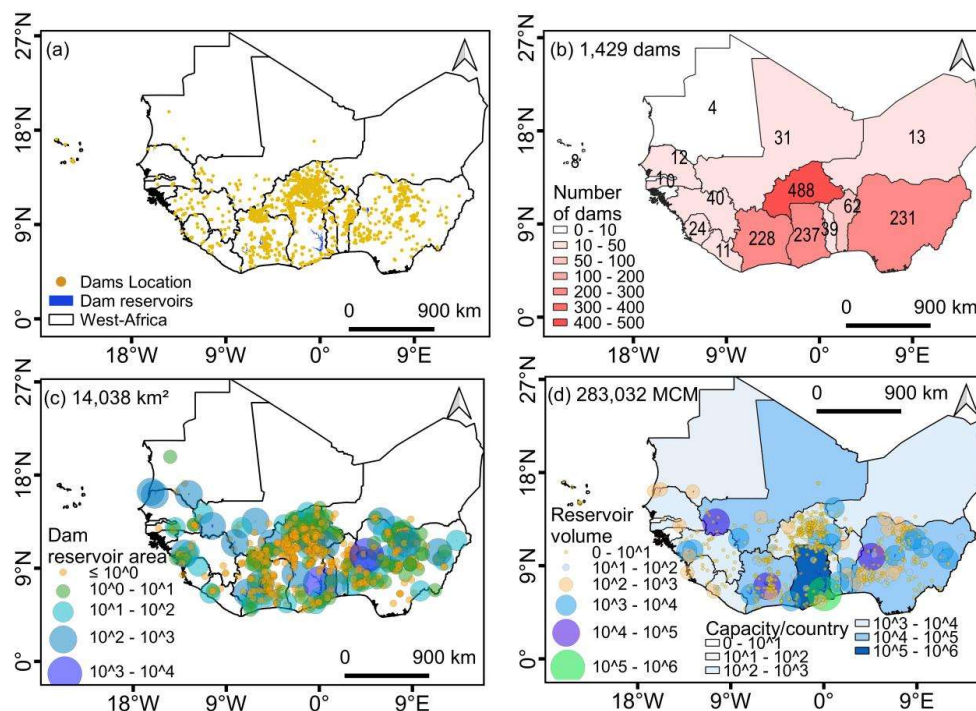 (a)
27°N
18°N
9°N
0°
Dams Location
Dam reservoirs
West-Africa
0 900 km
18°W 9°W 0° 9°E
(b) 1,429 dams
27°N
18°N
9°N
0°
4
31
13
8
12
10
40
488
62
231
24
11
228
237
39
Number
of dams
0 - 10
10 - 50
50 - 100
100 - 200
200 - 300
300 - 400
400 - 500
0 900 km
18°W 9°W 0° 9°E
(c) 14,038 km²
27°N
18°N
9°N
0°
Dam
reservoir area
≤ 10^0
10^0 - 10^1
10^1 - 10^2
10^2 - 10^3
10^3 - 10^4
0 900 km
18°W 9°W 0° 9°E
(d) 283,032 MCM
0 900 km
27°N
18°N
9°N
0°
Reservoir
volume
0 - 10^1
10^1 - 10^2
10^2 - 10^3
10^3 - 10^4
10^4 - 10^5
10^5 - 10^6
Capacity/country
0 - 10^1
10^1 - 10^2
10^2 - 10^3
10^3 - 10^4
10^4 - 10^5
10^5 - 10^6
18°W 9°W 0° 9°E